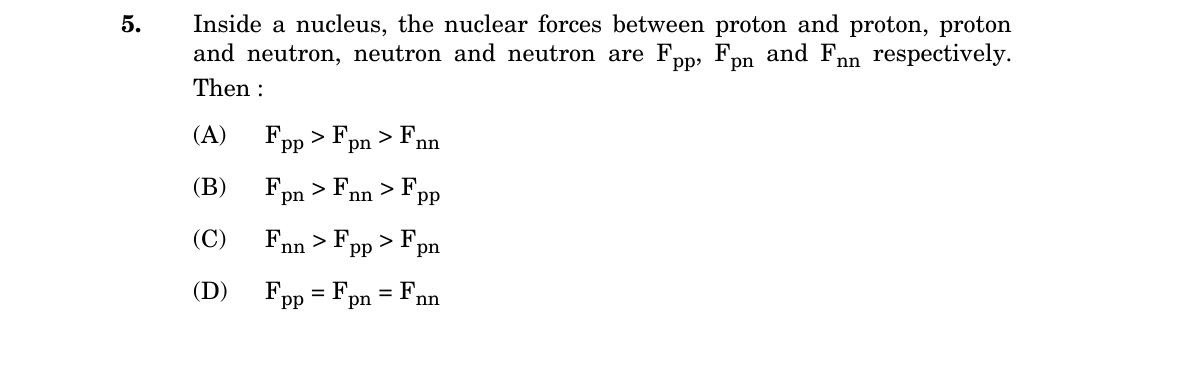 5. Inside a nucleus, the nuclear forces between proton and proton, proton
and neutron, neutron and neutron are Fpp, Fpn and Fnn respectively.
Then :
(A) Fpp > Fpn > Fnn
(B) Fpn > Fnn > Fpp
(C) Fnn > Fpp > Fpn
(D) Fpp = Fpn = Fnn